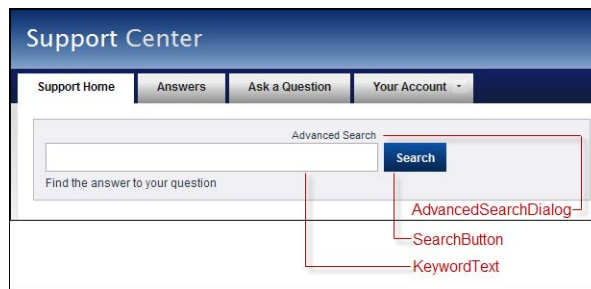 Support Center
Support Home Answers Ask a Question Your Account
Advanced Search
Search
Find the answer to your question
AdvancedSearchDialog
SearchButton
KeywordText